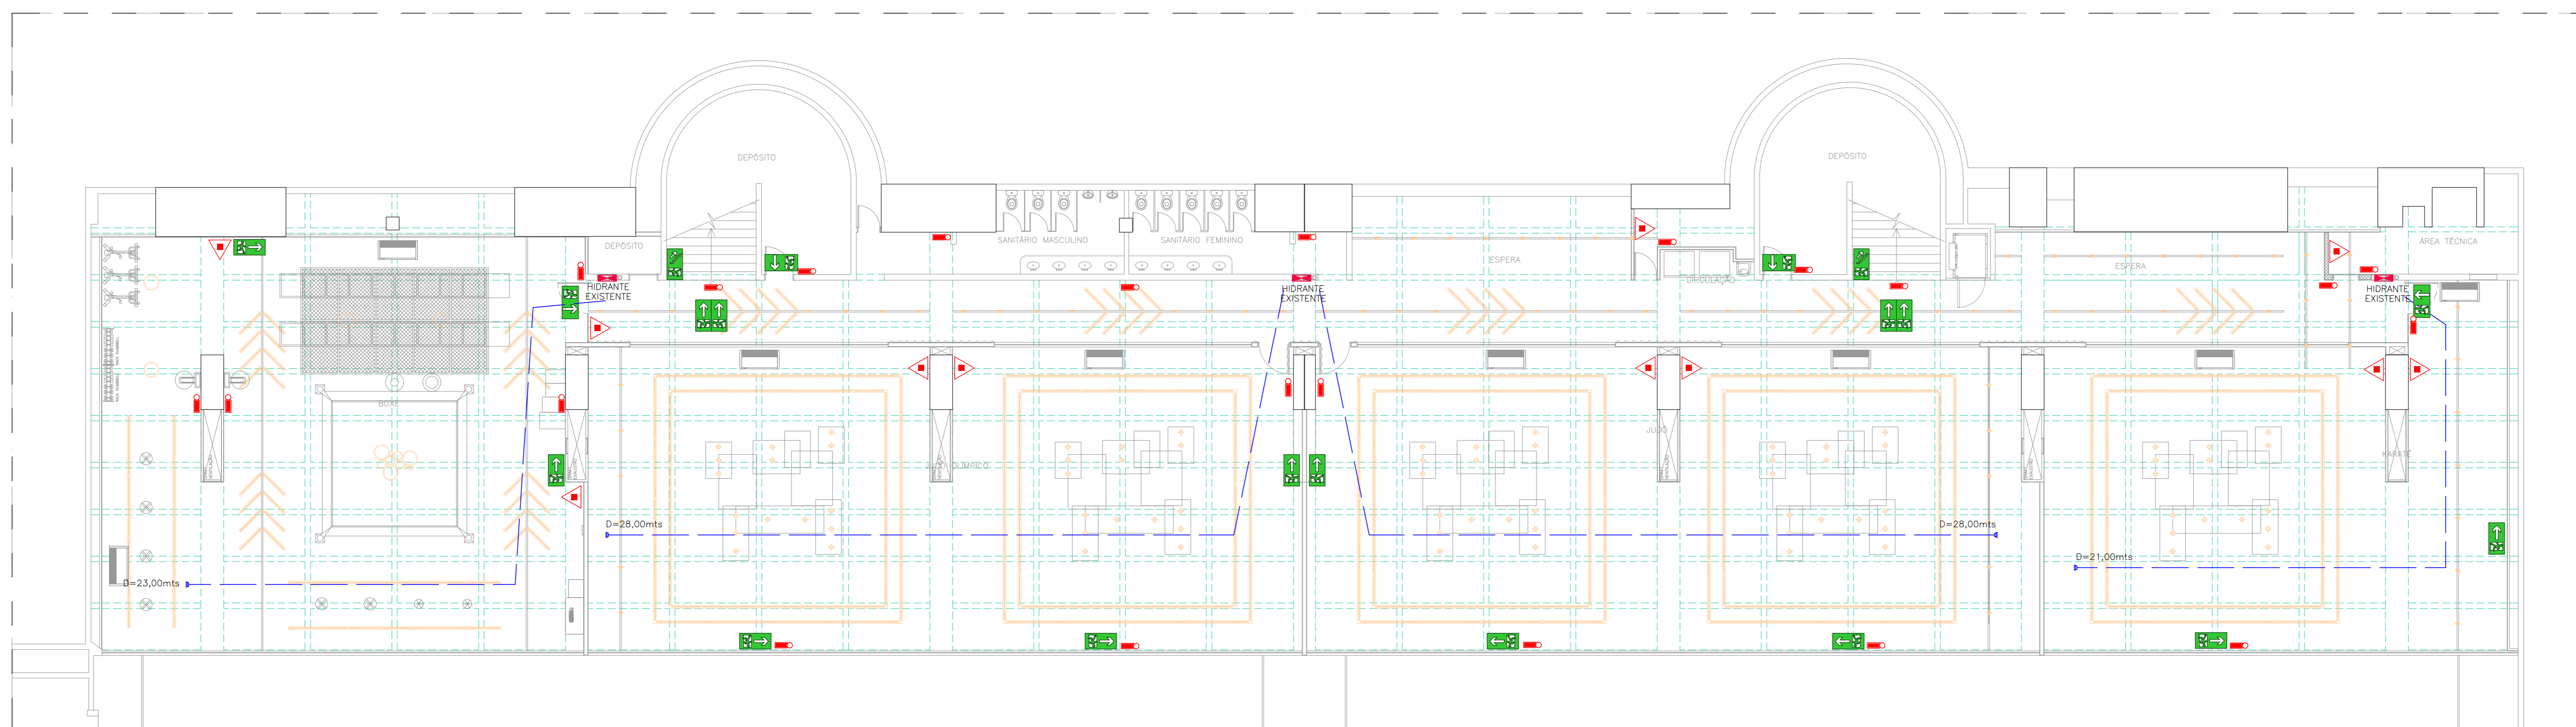 DEPÓSITO
DEPÓSITO
DEPÓSITO
SANITÁRIO MASCULINO
SANITÁRIO FEMININO
ESPERA
CIRCULAÇÃO
ESPERA
ÁREA TÉCNICA
HIDRANTE
EXISTENTE
HIDRANTE
EXISTENTE
HIDRANTE
EXISTENTE
BOXE
JUDÔ
KARATÊ
D=28,00mts
D=28,00mts
D=21,00mts
D=23,00mts